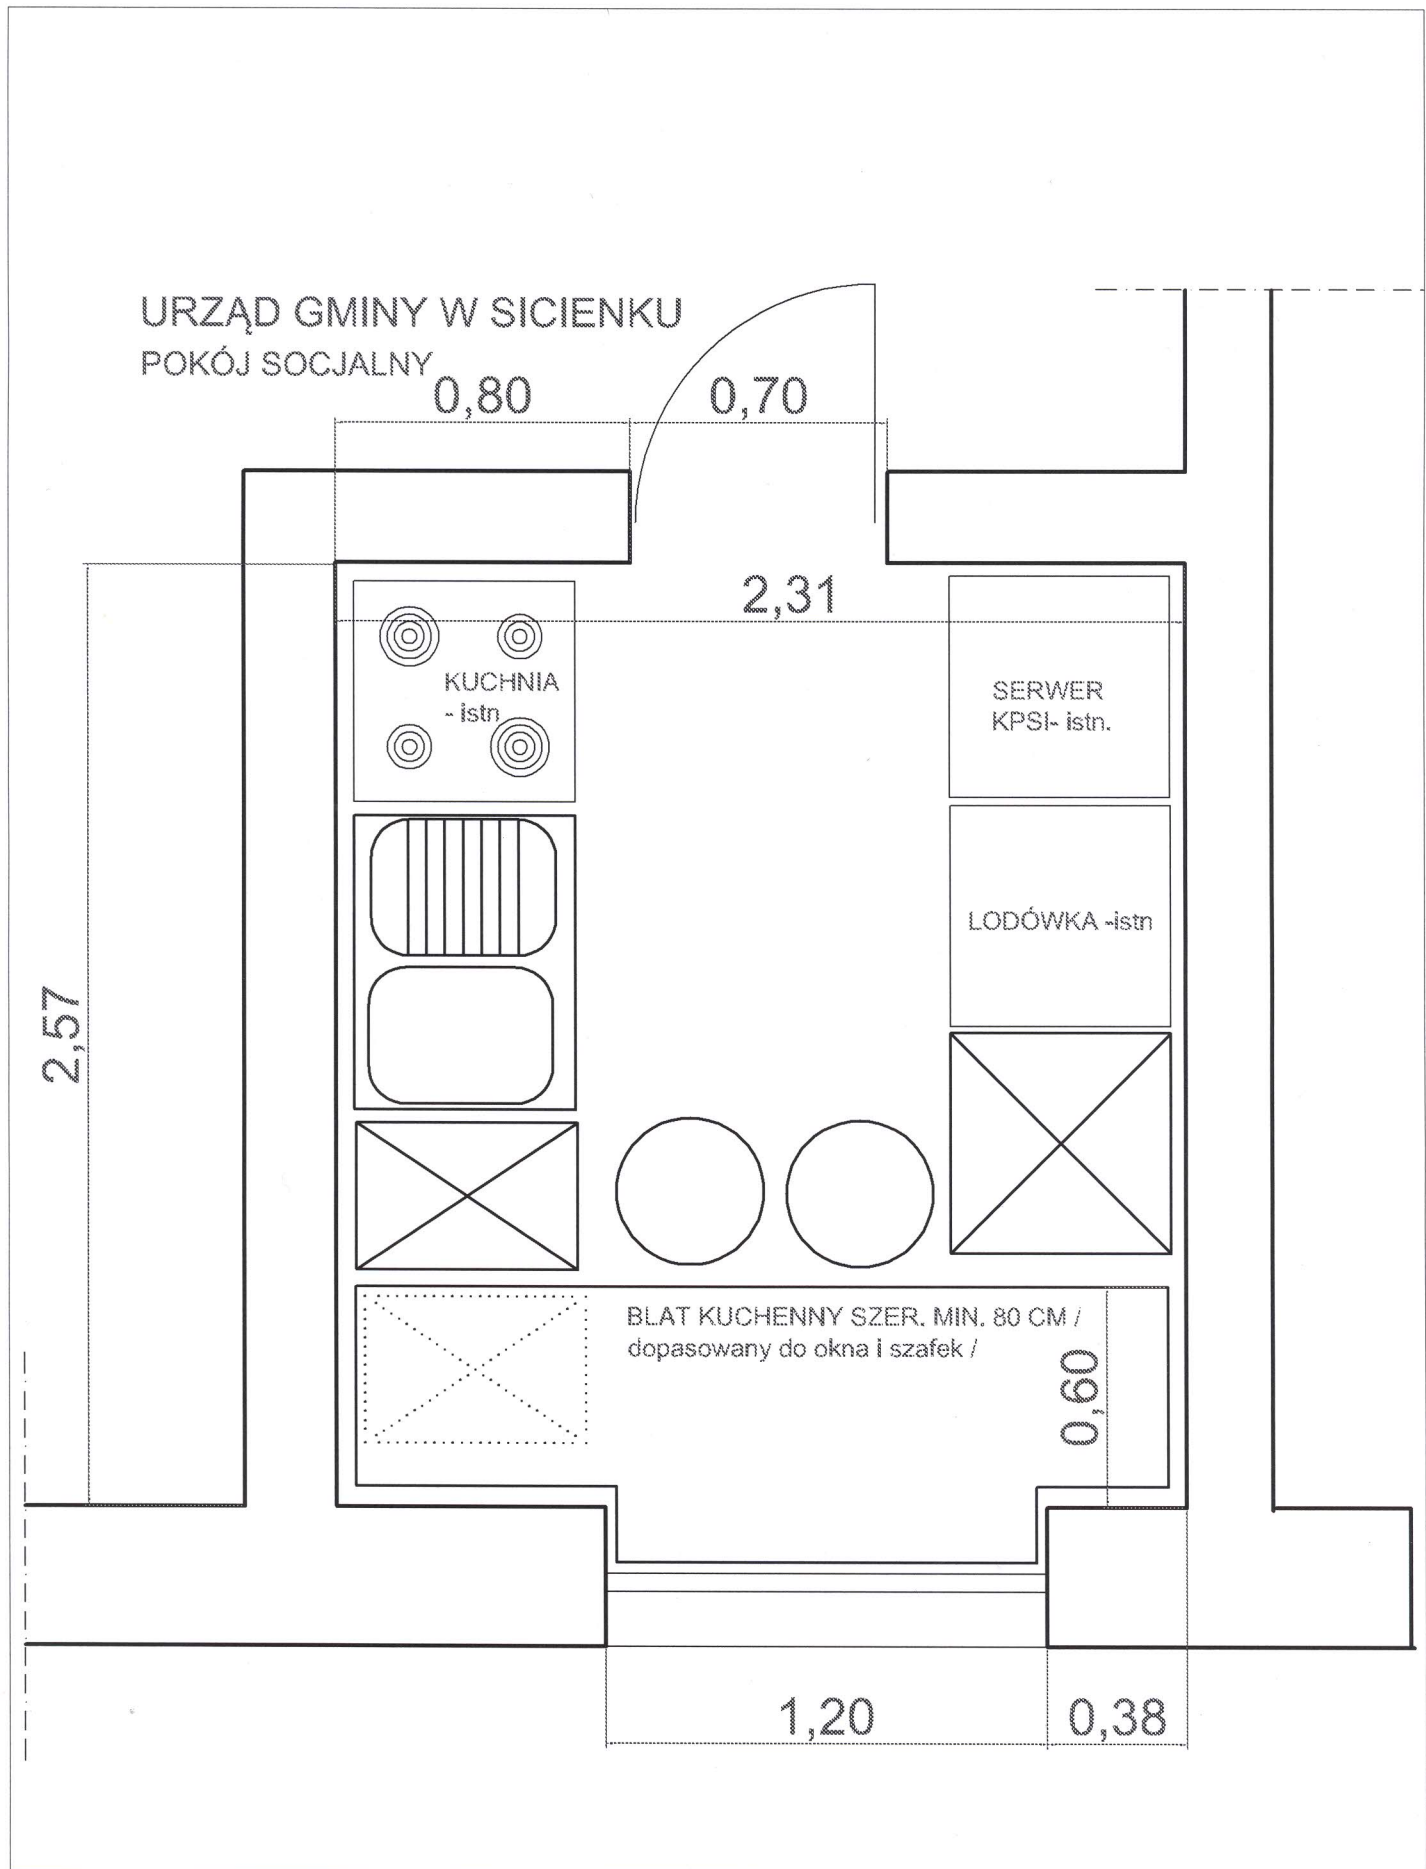 URZĄD GMINY W SICIENKU
POKÓJ SOCJALNY
0,80
0,70
2,31
KUCHNIA
- istn
SERWER
KPSI- istn.
LODÓWKA -istn
2,57
BLAT KUCHENNY SZER. MIN. 80 CM /
dopasowany do okna i szafek /
0,60
1,20
0,38